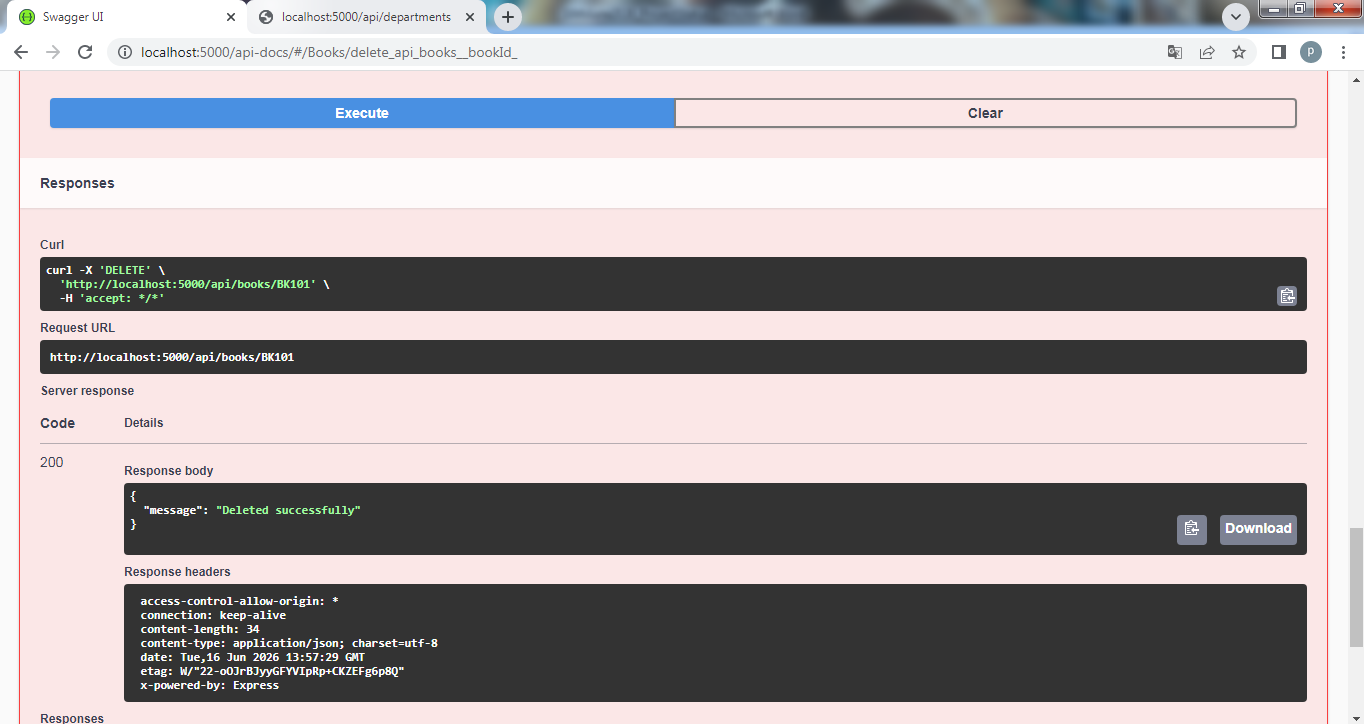 Swagger UI
localhost:5000/api/departments
localhost:5000/api-docs/#/Books/delete_api_books__bookId_
P
Execute
Clear
Responses
Curl
curl -X 'DELETE' \
'http://localhost:5000/api/books/BK101' \
-H 'accept: */*'
Request URL
http://localhost:5000/api/books/BK101
Server response
Code
Details
200
Response body
{
"message": "Deleted successfully"
}
Download
Response headers
access-control-allow-origin: *
connection: keep-alive
content-length: 34
content-type: application/json; charset=utf-8
date: Tue,16 Jun 2026 13:57:29 GMT
etag: W/"22-oOJrBJyyGFYVIpRp+CKZEFg6p8Q"
x-powered-by: Express
Responses